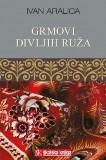 IVAN ARALICA
GRMOVI
DIVLJIH RUŽA
školska knjiga